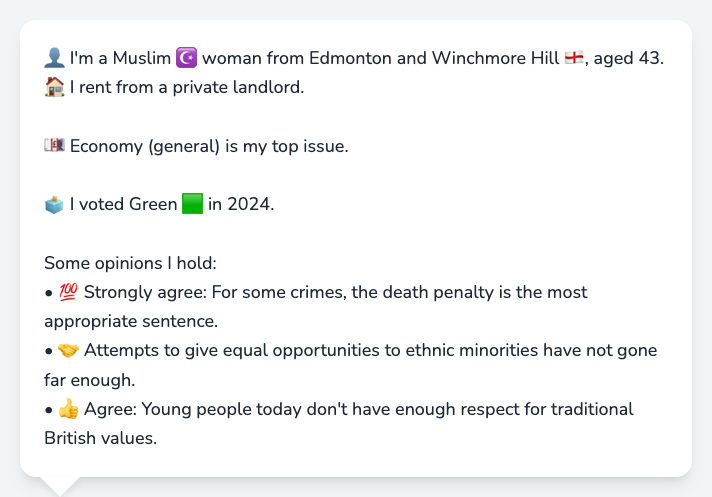 👤 I'm a Muslim ☪️ woman from Edmonton and Winchmore Hill 🏴󠁧󠁢󠁥󠁮󠁧󠁿, aged 43.
🏠 I rent from a private landlord.
💷 Economy (general) is my top issue.
🗳️ I voted Green 🟩 in 2024.
Some opinions I hold:
• 💯 Strongly agree: For some crimes, the death penalty is the most
appropriate sentence.
• 🤝 Attempts to give equal opportunities to ethnic minorities have not gone
far enough.
• 👍 Agree: Young people today don't have enough respect for traditional
British values.